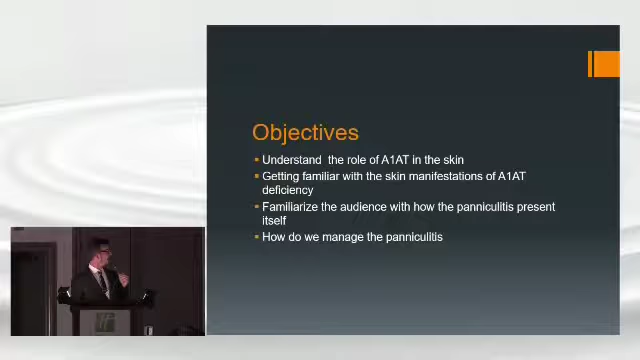 Objectives
Understand the role of A1AT in the skin
Getting familiar with the skin manifestations of A1AT
deficiency
Familiarize the audience with how the panniculitis present
itself
How do we manage the panniculitis